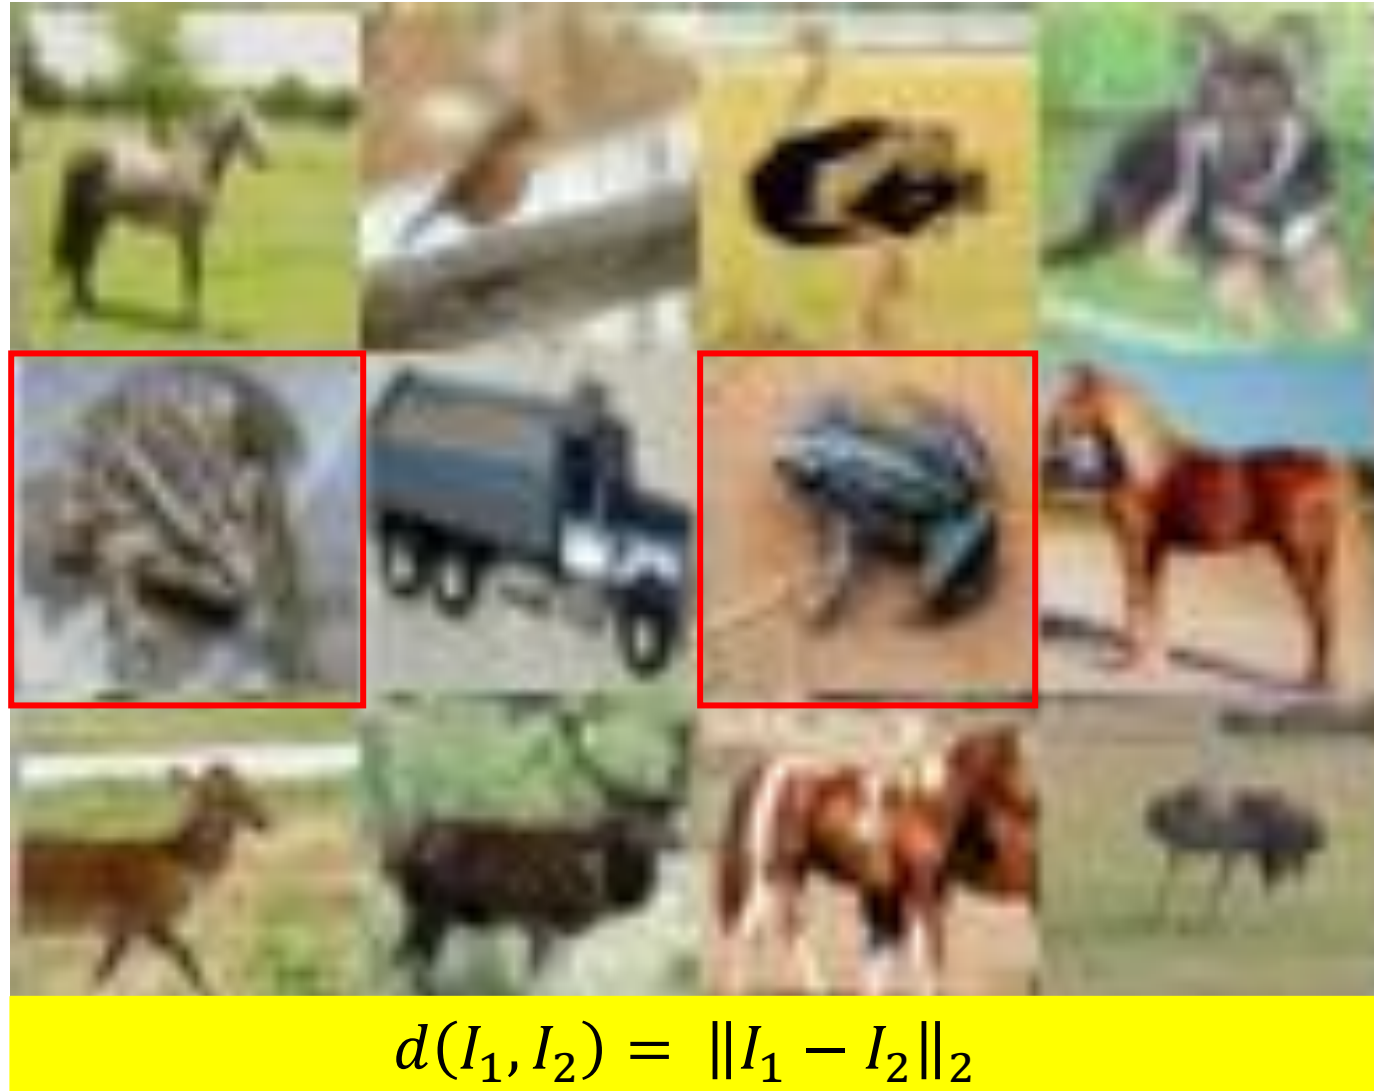 d(I₁, I₂) = ‖I₁ − I₂‖₂